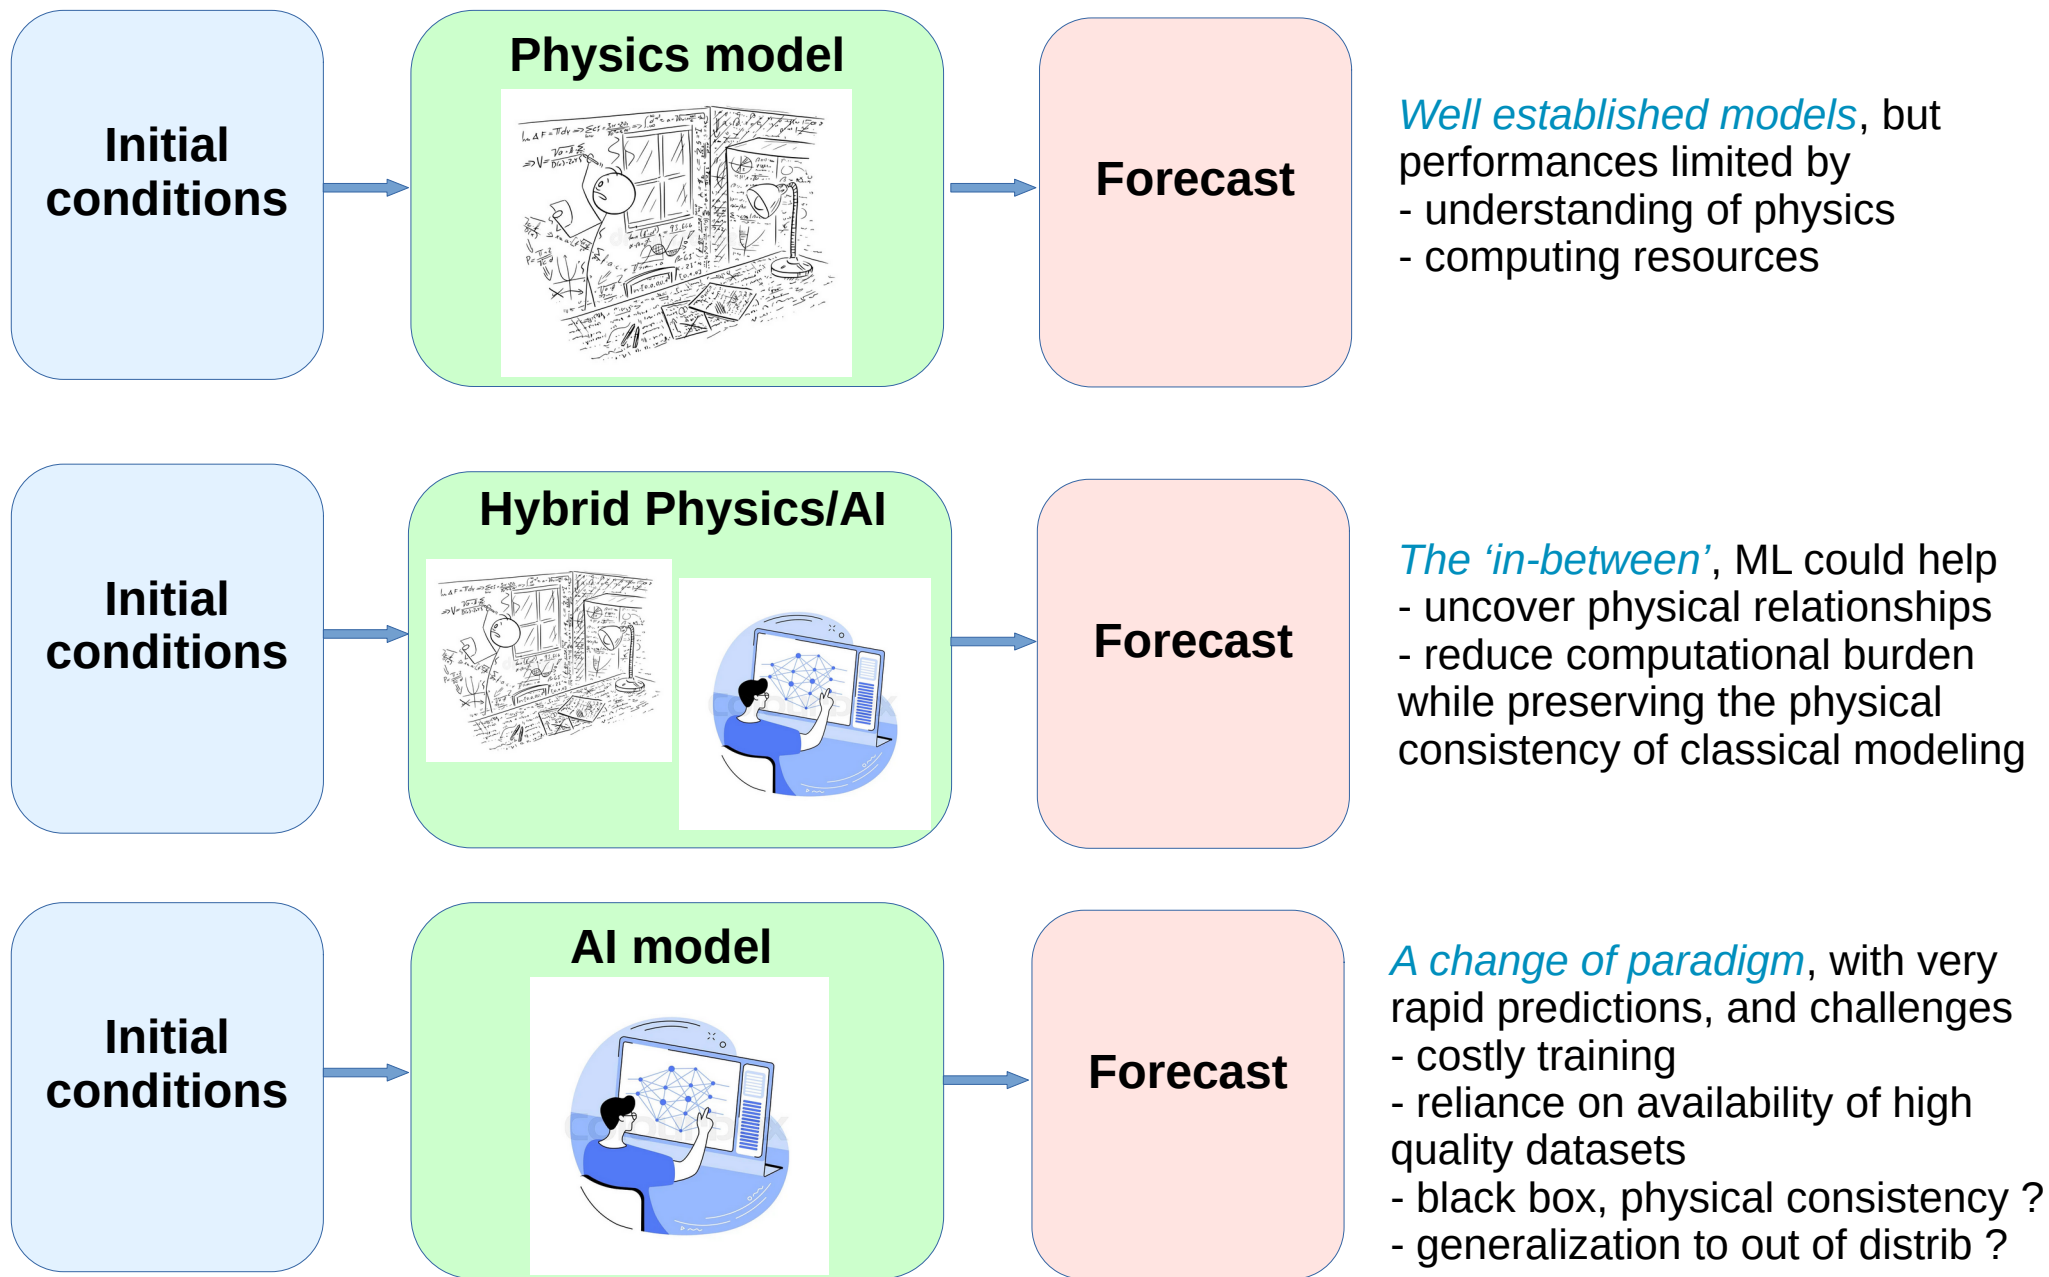 Physics model
Initial
conditions
Forecast
Well established models, but
performances limited by
- understanding of physics
- computing resources
Hybrid Physics/AI
Initial
conditions
Forecast
The ‘in-between’, ML could help
- uncover physical relationships
- reduce computational burden
while preserving the physical
consistency of classical modeling
AI model
Initial
conditions
Forecast
A change of paradigm, with very
rapid predictions, and challenges
- costly training
- reliance on availability of high
quality datasets
- black box, physical consistency ?
- generalization to out of distrib ?